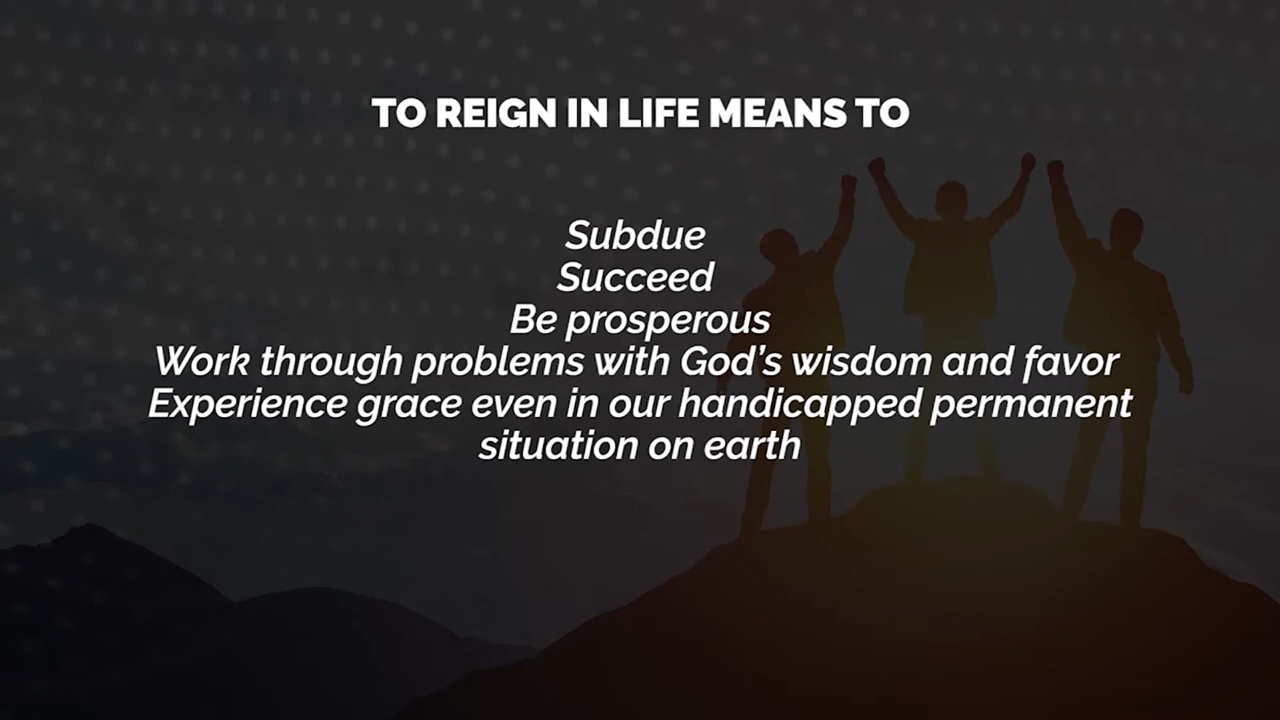 TO REIGN IN LIFE MEANS TO
Subdue
Succeed
Be prosperous
Work through problems with God’s wisdom and favor
Experience grace even in our handicapped permanent
situation on earth